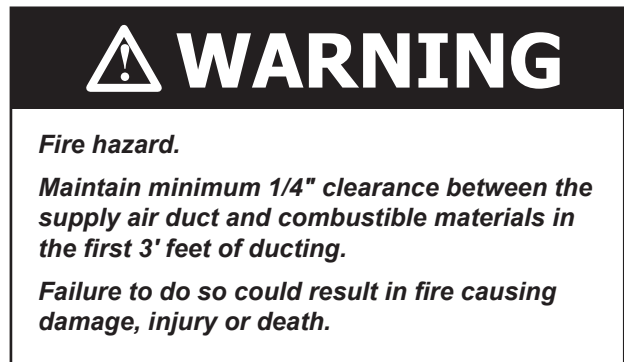 WARNING
Fire hazard.
Maintain minimum 1/4" clearance between the
supply air duct and combustible materials in
the first 3' feet of ducting.
Failure to do so could result in fire causing
damage, injury or death.